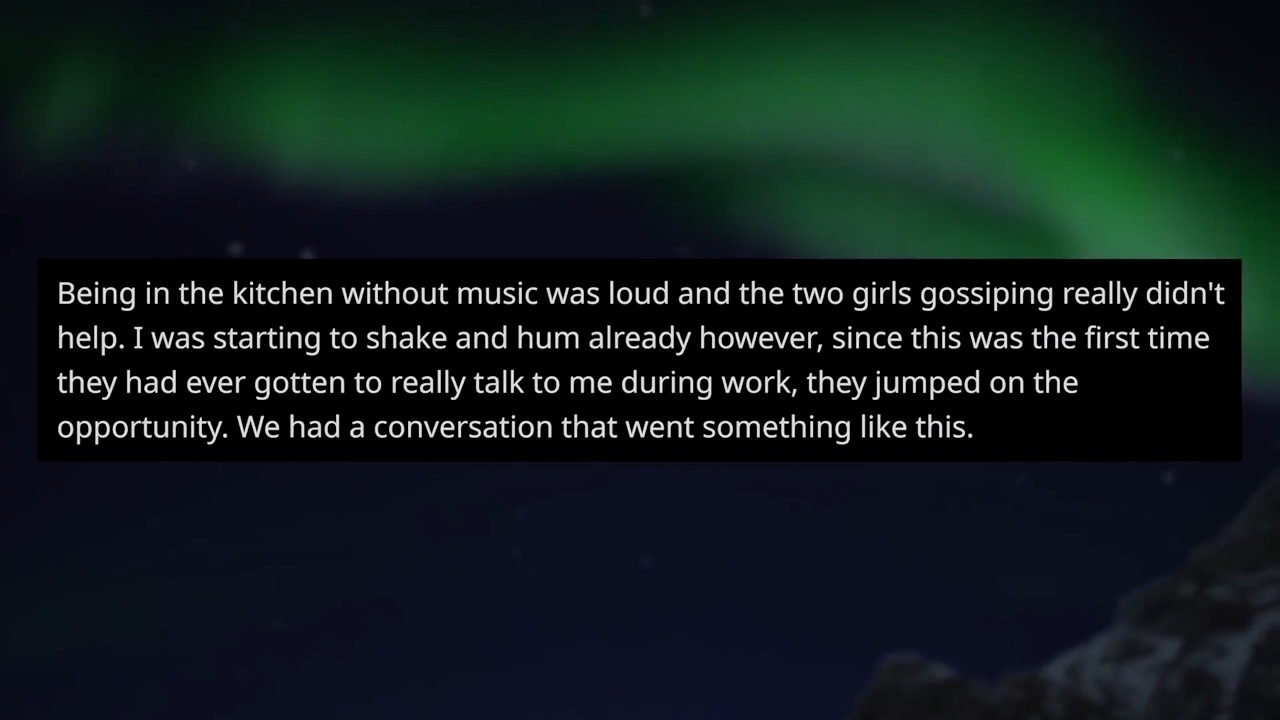 Being in the kitchen without music was loud and the two girls gossiping really didn't
help. I was starting to shake and hum already however, since this was the first time
they had ever gotten to really talk to me during work, they jumped on the
opportunity. We had a conversation that went something like this.